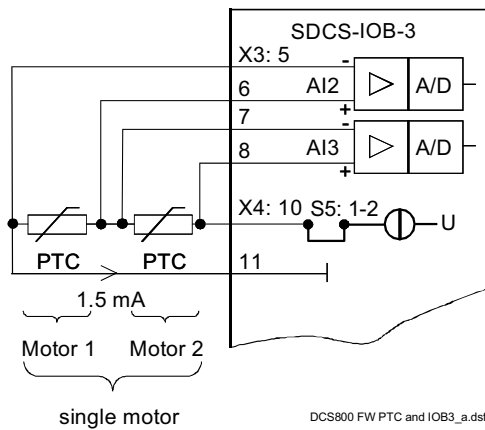 SDCS-IOB-3
X3: 5
-
6
AI2
A/D
+
7
-
8
AI3
A/D
+
X4: 10
S5: 1-2
U
PTC
PTC
11
1.5 mA
Motor 1
Motor 2
single motor
DCS800 FW PTC and IOB3_a.dsf